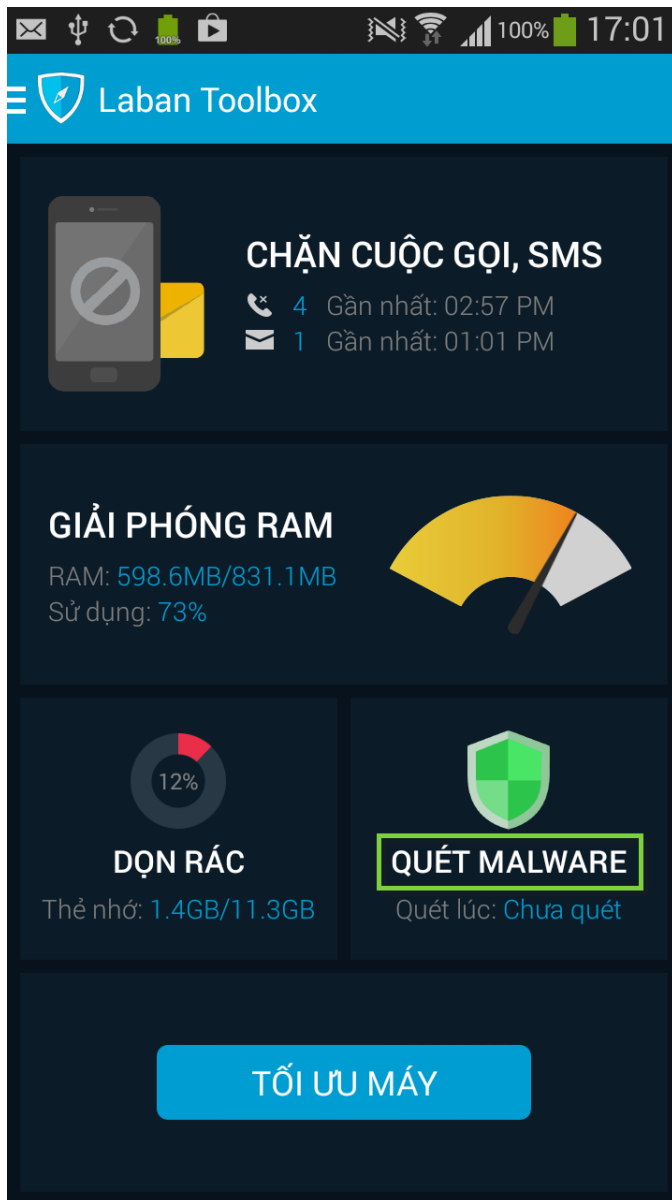 100% 100% 17:01
Laban Toolbox
CHẶN CUỘC GỌI, SMS
4 Gần nhất: 02:57 PM
1 Gần nhất: 01:01 PM
GIẢI PHÓNG RAM
RAM: 598.6MB/831.1MB
Sử dụng: 73%
12%
DỌN RÁC
Thẻ nhớ: 1.4GB/11.3GB
QUÉT MALWARE
Quét lúc: Chưa quét
TỐI ƯU MÁY